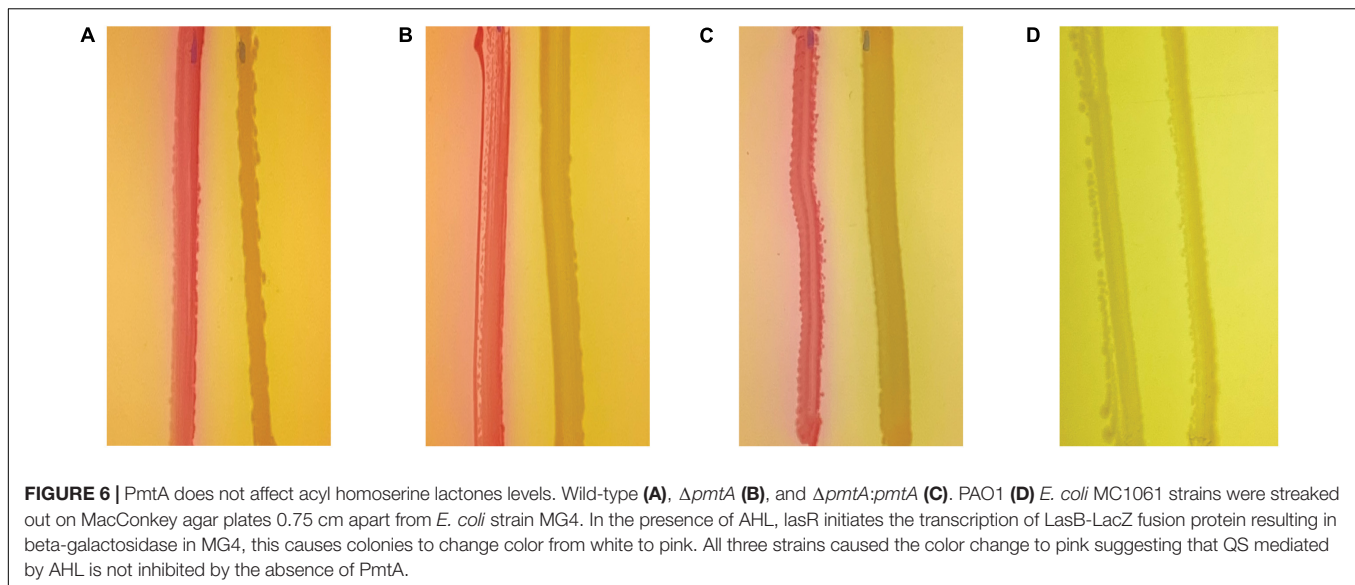 A B C D
FIGURE 6 | PmtA does not affect acyl homoserine lactones levels. Wild-type (A), ΔpmtA (B), and ΔpmtA:pmtA (C). PAO1 (D) E. coli MC1061 strains were streaked
out on MacConkey agar plates 0.75 cm apart from E. coli strain MG4. In the presence of AHL, lasR initiates the transcription of LasB-LacZ fusion protein resulting in
beta-galactosidase in MG4, this causes colonies to change color from white to pink. All three strains caused the color change to pink suggesting that QS mediated
by AHL is not inhibited by the absence of PmtA.